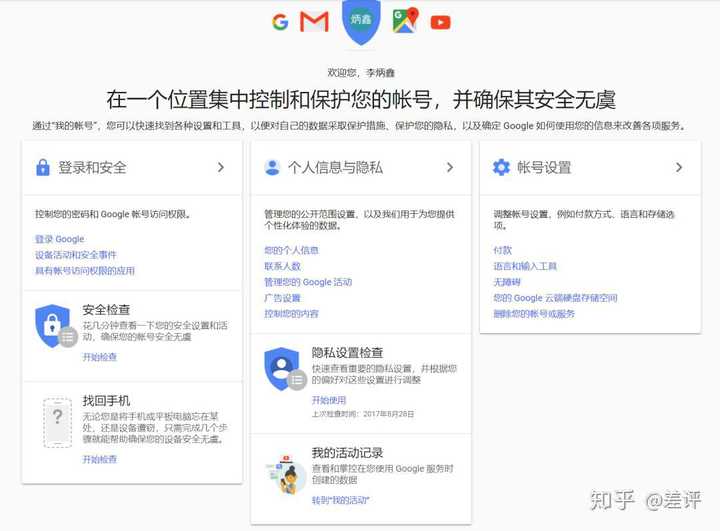 炳鑫
欢迎您，李炳鑫
在一个位置集中控制和保护您的帐号，并确保其安全无虞
通过“我的帐号”，您可以快速找到各种设置和工具，以便对自己的数据采取保护措施、保护您的隐私，以及确定 Google 如何使用您的信息来改善各项服务。
登录和安全
控制您的密码和 Google 帐号访问权限。
登录 Google
设备活动和安全事件
具有帐号访问权限的应用
安全检查
花几分钟查看一下您的安全设置和活
动，确保您的帐号安全无虞
开始检查
找回手机
?
无论您是将手机或平板电脑忘在某
处，还是设备遭窃，只需完成几个步
骤就能帮助确保您的设备安全无虞。
开始检查
个人信息与隐私
管理您的公开范围设置，以及我们用于为您提供
个性化体验的数据。
您的个人信息
联系人数
管理您的 Google 活动
广告设置
控制您的内容
隐私设置检查
快速查看重要的隐私设置，并根据您
的偏好对这些设置进行调整
开始使用
上次检查时间：2017年8月28日
我的活动记录
查看和掌控在您使用 Google 服务时
创建的数据
转到“我的活动”
帐号设置
调整帐号设置，例如付款方式、语言和存储选
项。
付款
语言和输入工具
无障碍
您的 Google 云端硬盘存储空间
删除您的帐号或服务
知乎 @差评